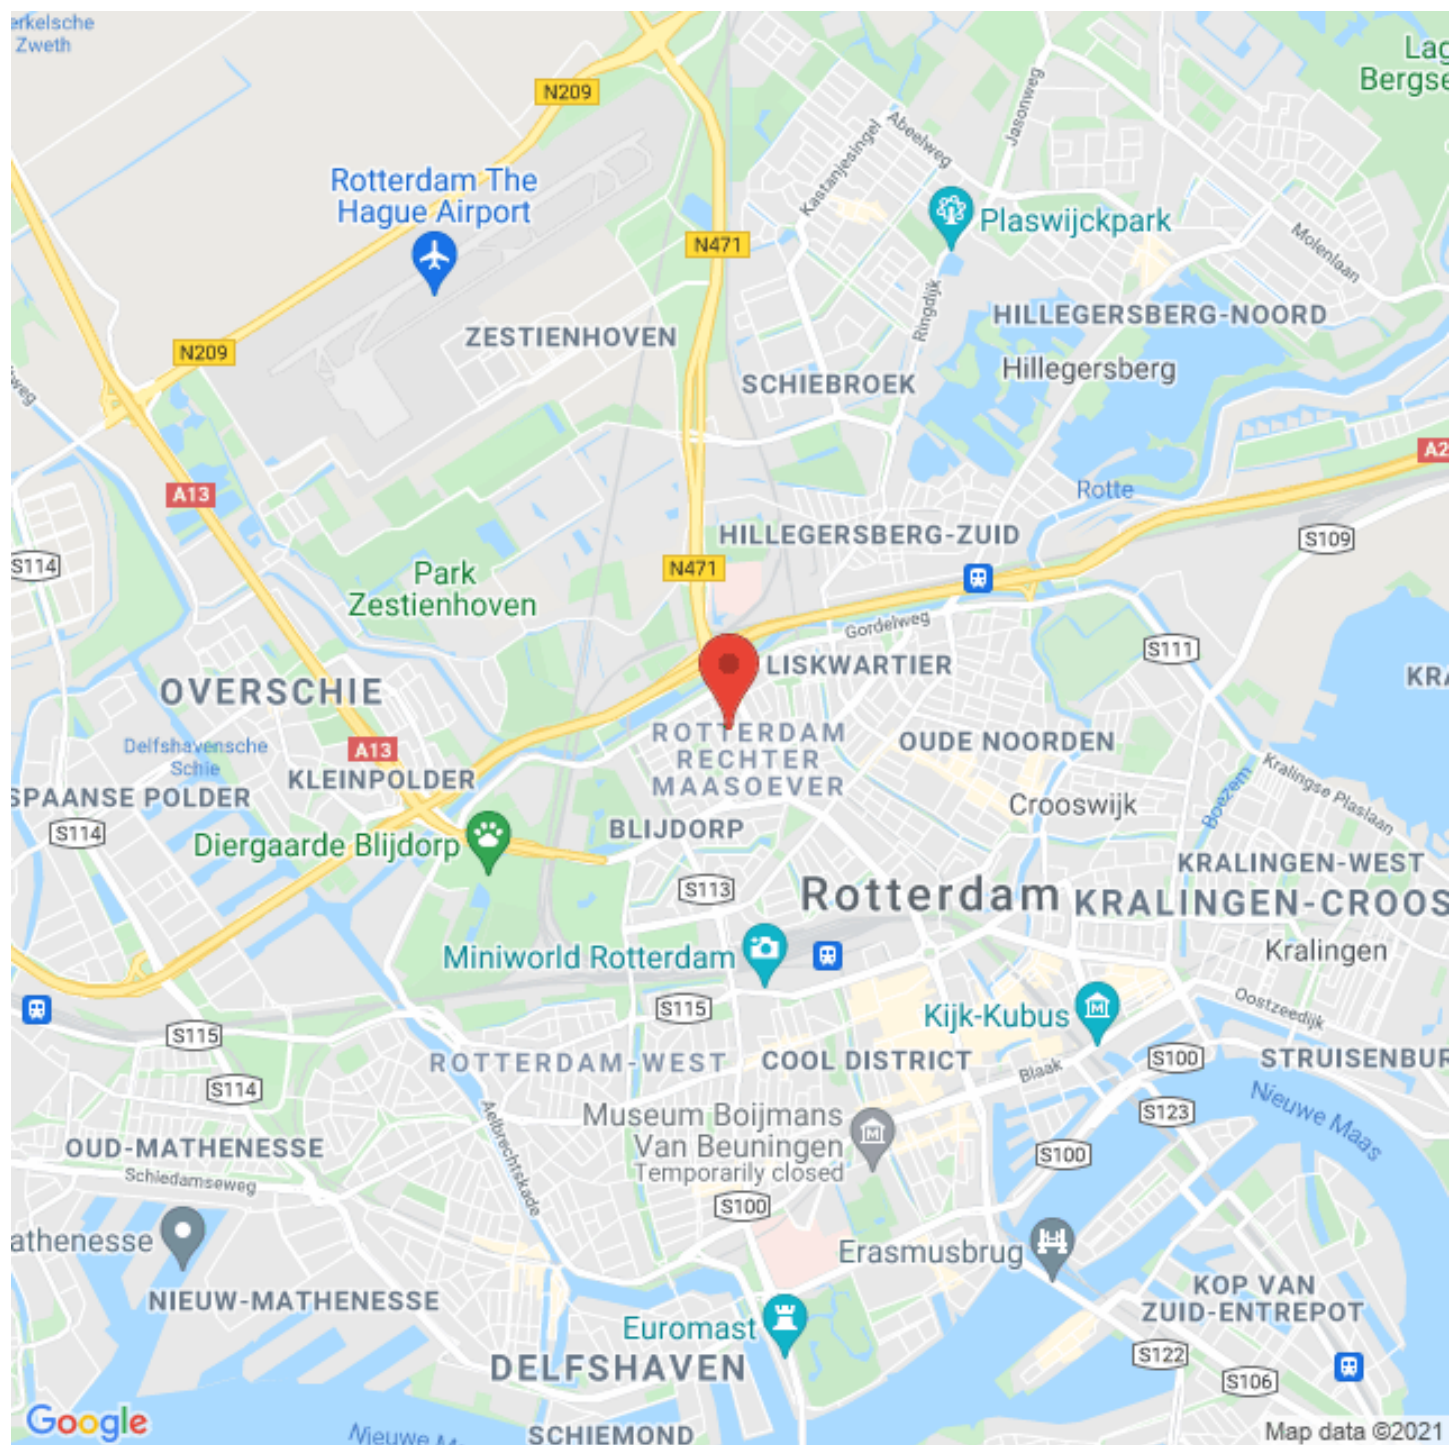 erkelsche
Zweth
Lag
Bergse
N209
Abeelweg
Jasonweg
Kastanjesingel
Rotterdam The
Hague Airport
Plaswijckpark
N471
Molenlaan
Ringdijk
HILLEGERSBERG-NOORD
ZESTIENHOVEN
N209
Hillegersberg
SCHIEBROEK
weg
A2
A13
Rotte
HILLEGERSBERG-ZUID
S109
S114
N471
Park
Zestienhoven
Gordelweg
S111
LISKWARTIER
KRA
OVERSCHIE
ROTTERDAM
RECHTER
MAASOEVER
OUDE NOORDEN
Delfshavensche
Schie
A13
KLEINPOLDER
Kralingse Plaslaan
Boezem
SPAANSE POLDER
Crooswijk
S114
BLIJDORP
Diergaarde Blijdorp
KRALINGEN-WEST
S113
Rotterdam
KRALINGEN-CROOS
Kralingen
Miniworld Rotterdam
S115
Kijk-Kubus
Oostzeedijk
S115
ROTTERDAM-WEST
COOL DISTRICT
Blaak
S100
STRUISENBUR
S114
Nieuwe Maas
Aelbrechtskade
Museum Boijmans
Van Beuningen
Temporarily closed
S123
OUD-MATHENESSE
S100
Schiedamseweg
S100
athenesse
Erasmusbrug
NIEUW-MATHENESSE
KOP VAN
ZUID-ENTREPOT
Euromast
DELFSHAVEN
S122
S106
Google
Nieuwe M
SCHIEMOND
Map data ©2021